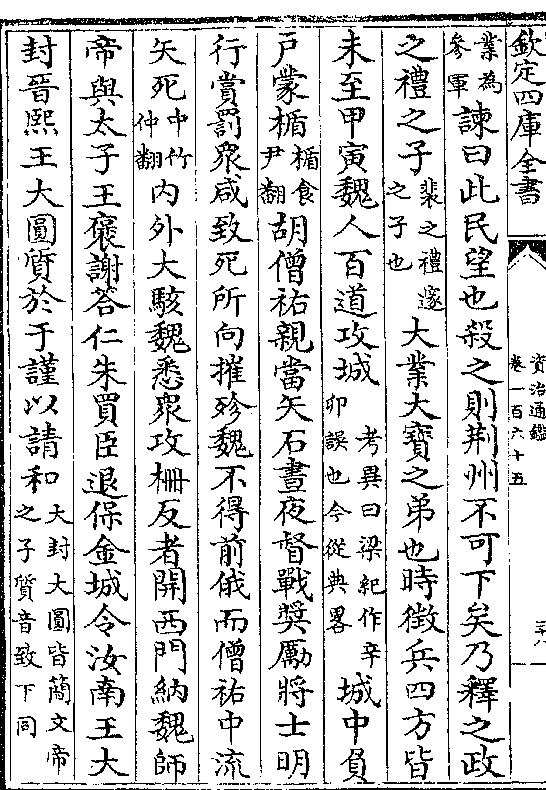 欽定四庫全書
資治通鑑
卷一百六十五
三十八
業為參軍諫曰此民望也殺之則荆州不可下矣乃釋之政
之禮之子裴之禮邃之子也大業大寶之弟也時徵兵四方皆
未至甲寅魏人百道攻城考異曰梁紀作辛卯誤也今從典畧城中負
戶蒙楯楯食尹翻胡僧祐親當矢石晝夜督戰奬厲將士明
行賞罰衆咸致死所向摧殄魏不得前俄而僧祐中流
矢死中竹仲翻内外大駭魏悉衆攻柵反者開西門納魏師
帝與太子王襃謝答仁朱買臣退保金城令汝南王大
封晉熙王大圓質於于謹以請和大封大圓皆簡文帝之子質音致下同